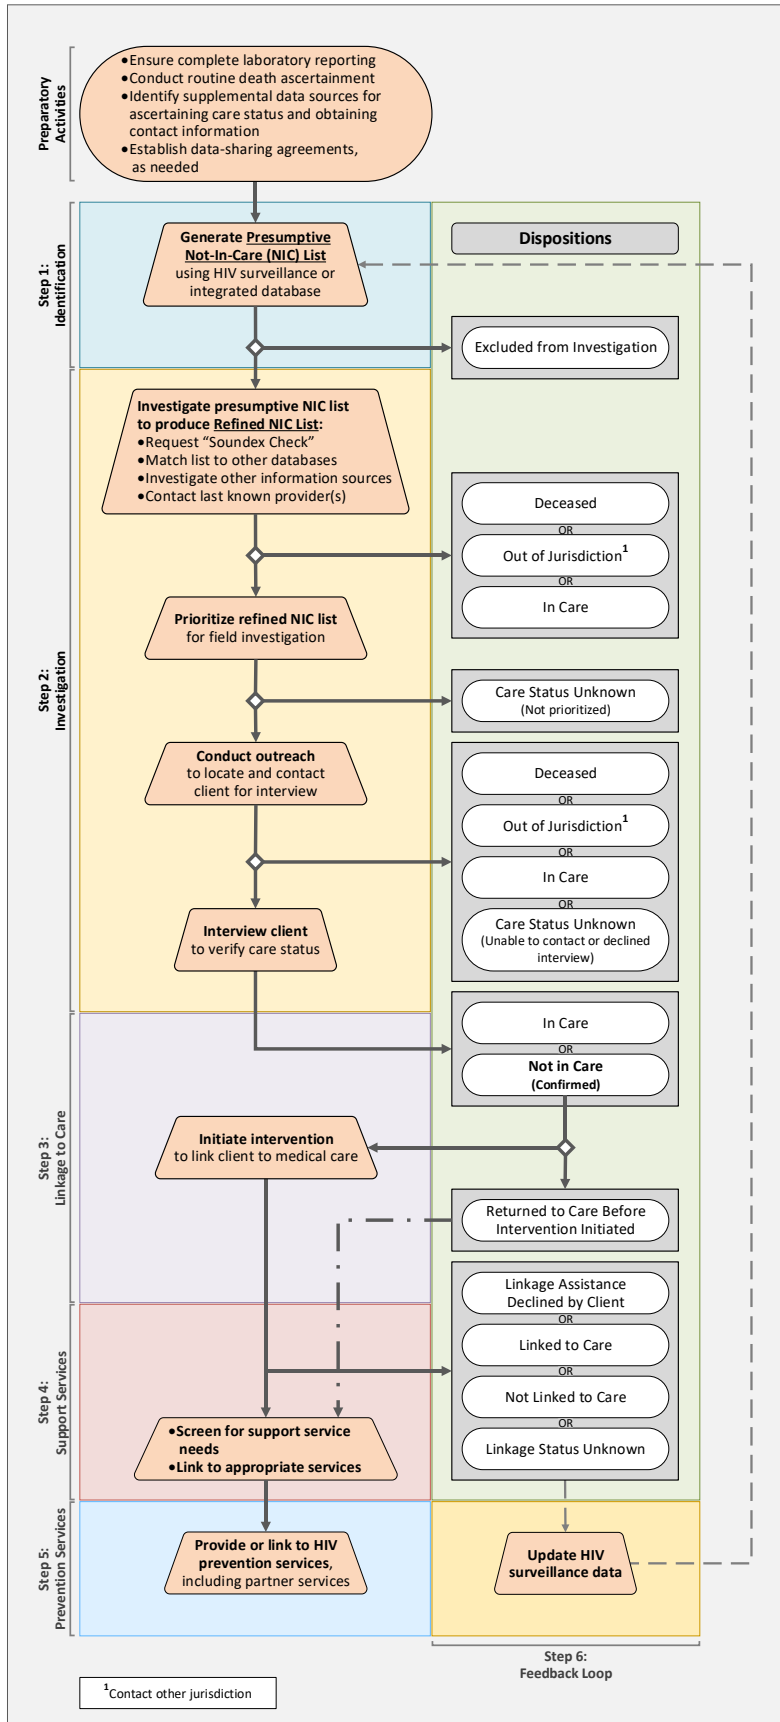 Preparatory
Activities
●Ensure complete laboratory reporting
●Conduct routine death ascertainment
●Identify supplemental data sources for
ascertaining care status and obtaining
contact information
●Establish data-sharing agreements,
as needed
Step 1:
Identification
Generate Presumptive
Not-In-Care (NIC) List
using HIV surveillance or
integrated database
Dispositions
Excluded from Investigation
Step 2:
Investigation
Investigate presumptive NIC list
to produce Refined NIC List:
●Request “Soundex Check”
●Match list to other databases
●Investigate other information sources
●Contact last known provider(s)
Deceased
OR
Out of Jurisdiction1
OR
In Care
Prioritize refined NIC list
for field investigation
Care Status Unknown
(Not prioritized)
Conduct outreach
to locate and contact
client for interview
Deceased
OR
Out of Jurisdiction1
OR
In Care
OR
Care Status Unknown
(Unable to contact or declined
interview)
Interview client
to verify care status
In Care
OR
Not in Care
(Confirmed)
Step 3:
Linkage to Care
Initiate intervention
to link client to medical care
Returned to Care Before
Intervention Initiated
Linkage Assistance
Declined by Client
OR
Linked to Care
OR
Not Linked to Care
OR
Linkage Status Unknown
Step 4:
Support Services
●Screen for support service
needs
●Link to appropriate services
Step 5:
Prevention Services
Provide or link to HIV
prevention services,
including partner services
Update HIV
surveillance data
Step 6:
Feedback Loop
1Contact other jurisdiction